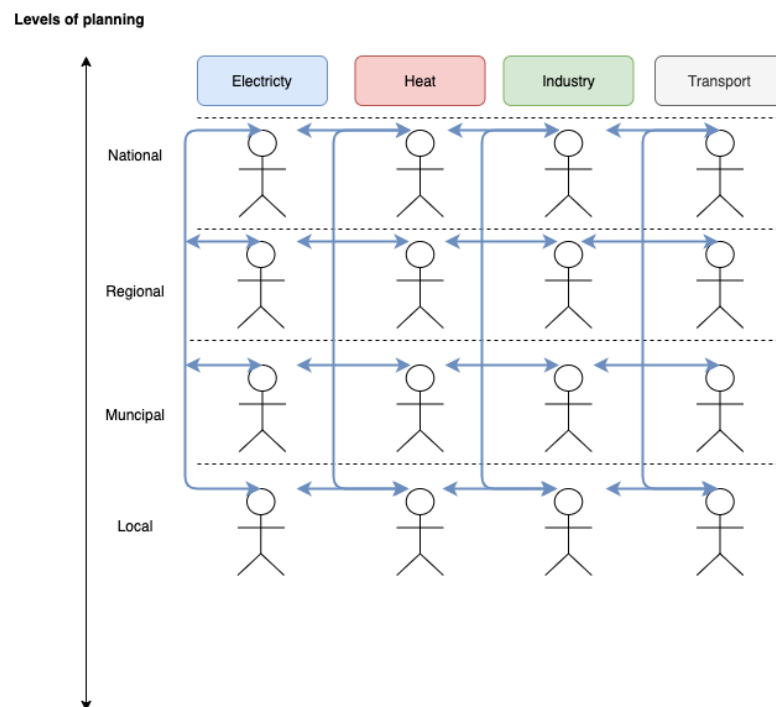 Levels of planning
Electricty
Heat
Industry
Transport
National
Regional
Muncipal
Local